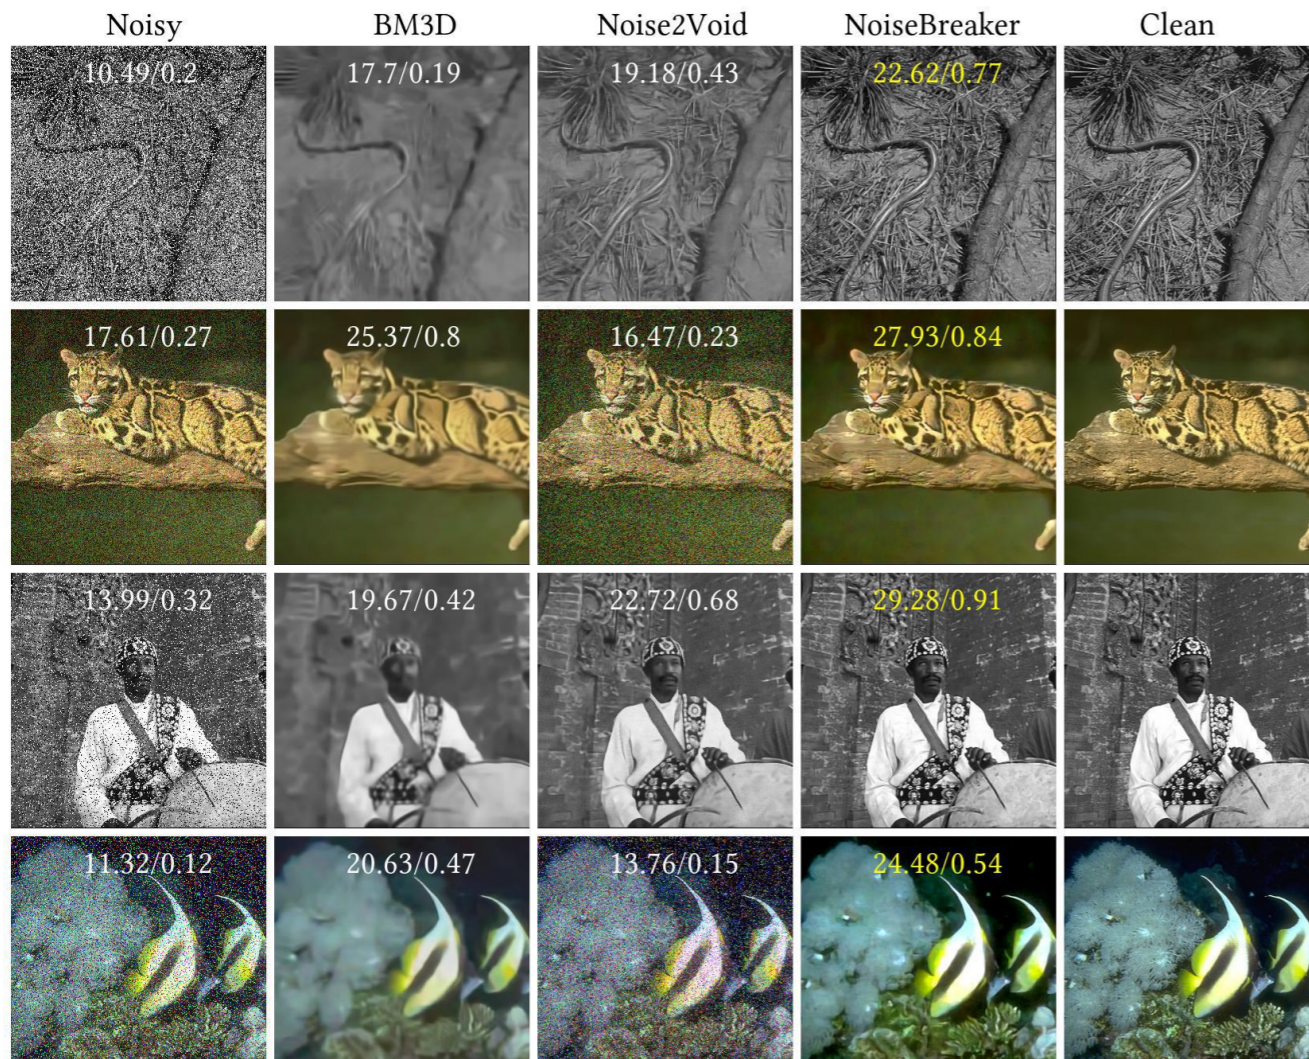 Noisy BM3D Noise2Void NoiseBreaker Clean
10.49/0.2 17.7/0.19 19.18/0.43 22.62/0.77
17.61/0.27 25.37/0.8 16.47/0.23 27.93/0.84
13.99/0.32 19.67/0.42 22.72/0.68 29.28/0.91
11.32/0.12 20.63/0.47 13.76/0.15 24.48/0.54